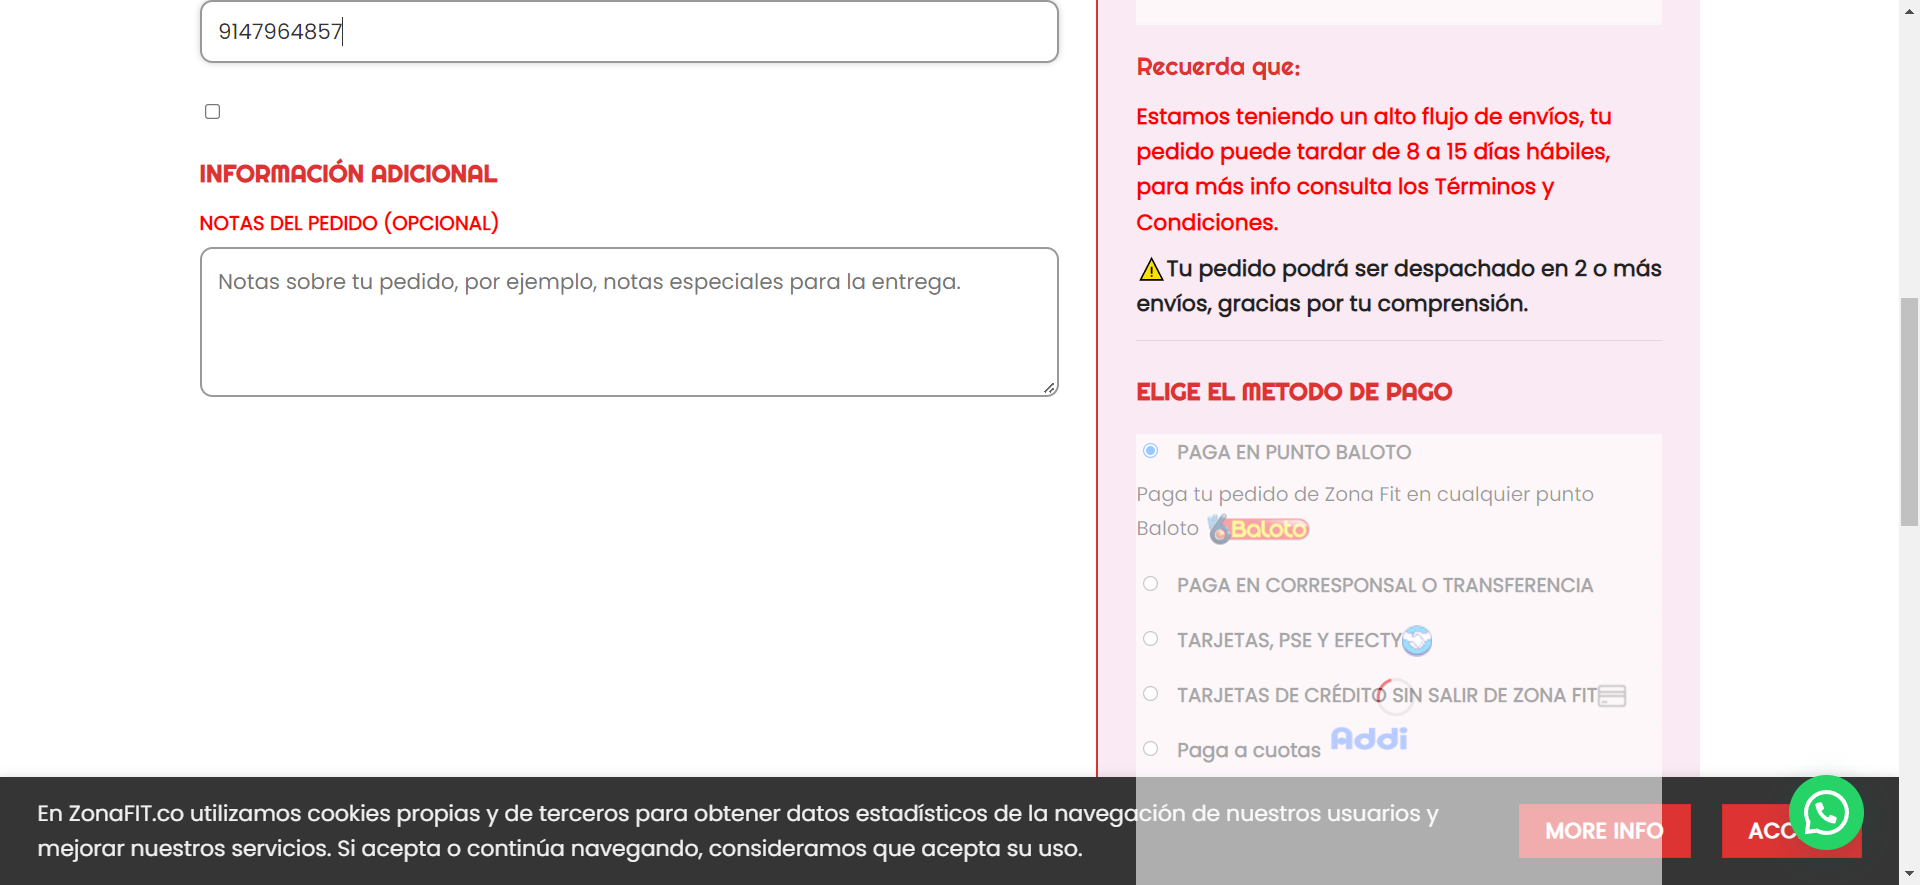 9147964857
INFORMACIÓN ADICIONAL
NOTAS DEL PEDIDO (OPCIONAL)
Notas sobre tu pedido, por ejemplo, notas especiales para la entrega.
Recuerda que:
Estamos teniendo un alto flujo de envíos, tu
pedido puede tardar de 8 a 15 días hábiles,
para más info consulta los Términos y
Condiciones.
⚠Tu pedido podrá ser despachado en 2 o más
envíos, gracias por tu comprensión.
ELIGE EL METODO DE PAGO
PAGA EN PUNTO BALOTO
Paga tu pedido de Zona Fit en cualquier punto
Baloto Baloto
PAGA EN CORRESPONSAL O TRANSFERENCIA
TARJETAS, PSE Y EFECTY
TARJETAS DE CRÉDITO SIN SALIR DE ZONA FIT
Paga a cuotas Addi
En ZonaFIT.co utilizamos cookies propias y de terceros para obtener datos estadísticos de la navegación de nuestros usuarios y
mejorar nuestros servicios. Si acepta o continúa navegando, consideramos que acepta su uso.
MORE INFO